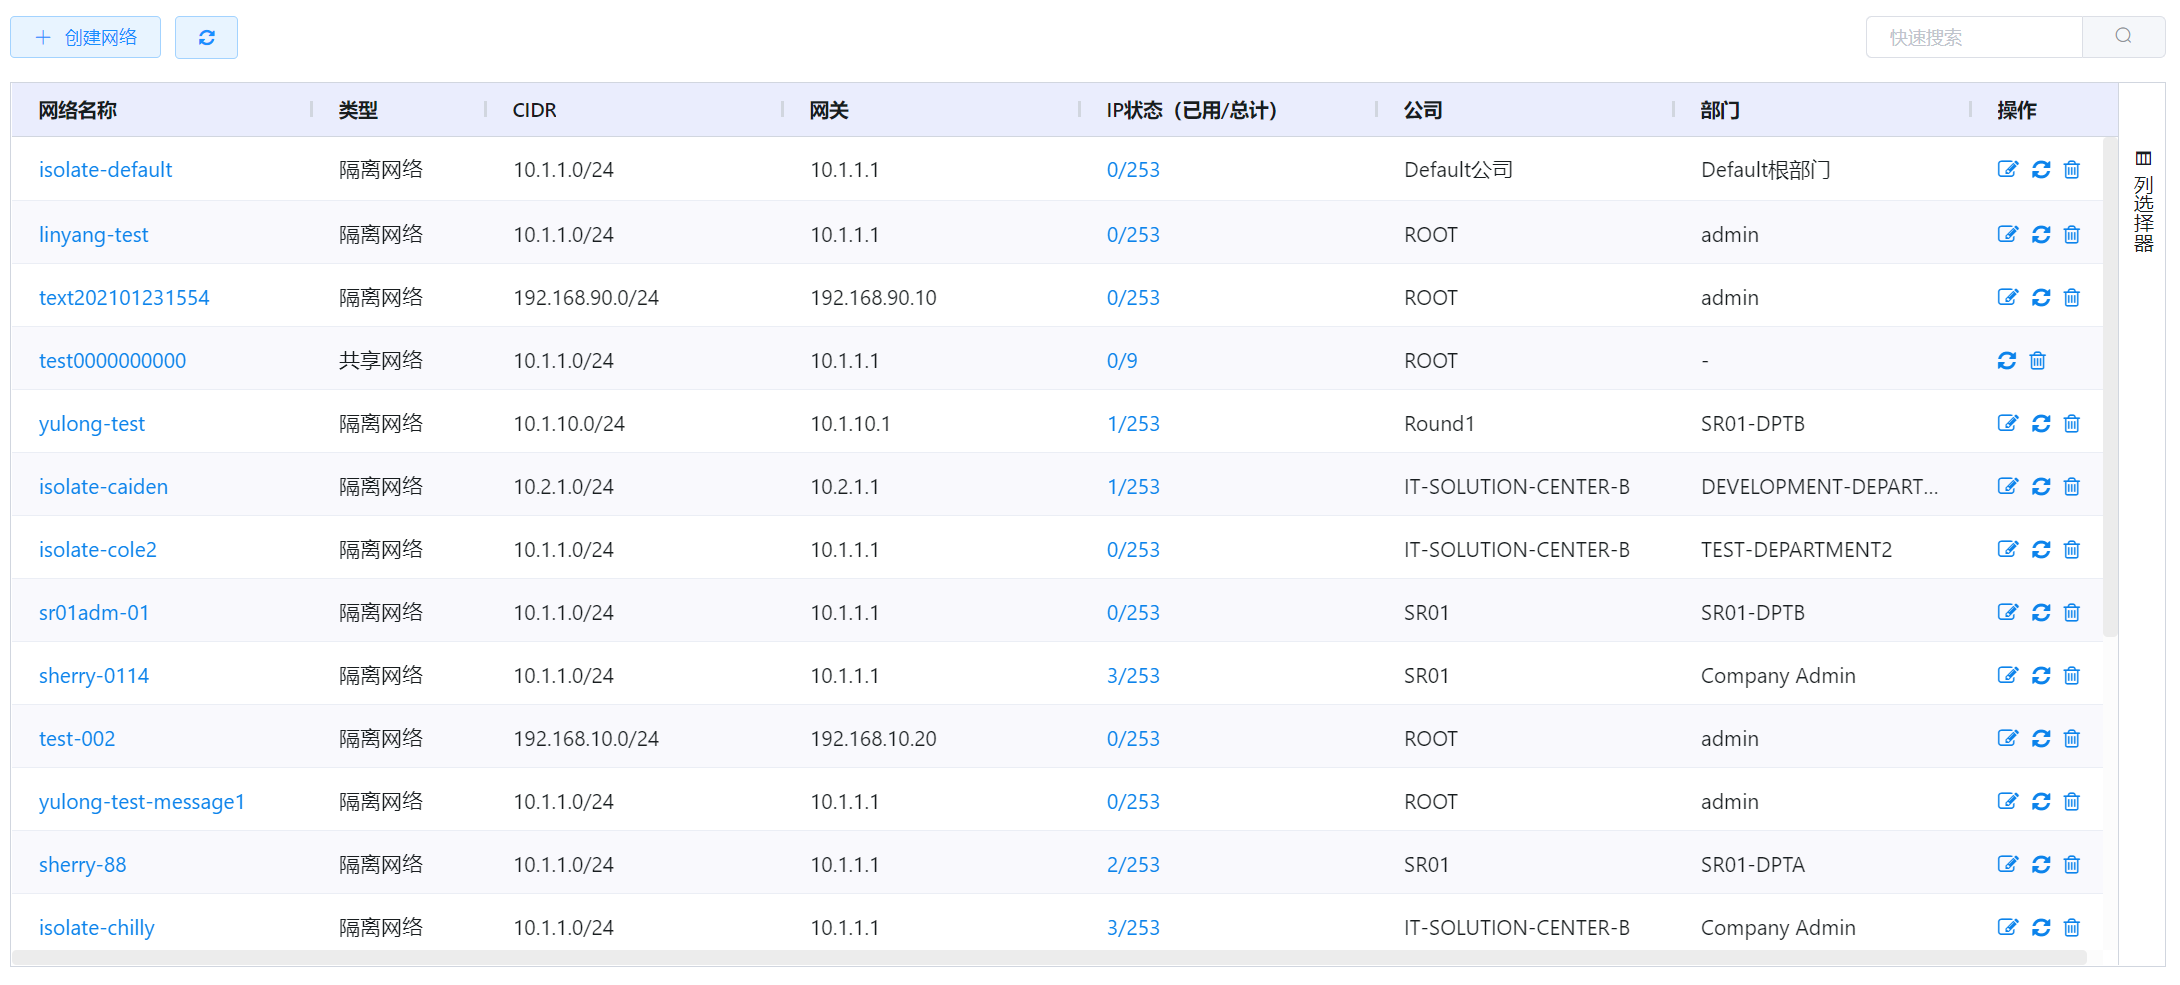 创建网络
快速搜索
网络名称 类型 CIDR 网关 IP状态（已用/总计） 公司 部门 操作
isolate-default 隔离网络 10.1.1.0/24 10.1.1.1 0/253 Default公司 Default根部门
linyang-test 隔离网络 10.1.1.0/24 10.1.1.1 0/253 ROOT admin
text202101231554 隔离网络 192.168.90.0/24 192.168.90.10 0/253 ROOT admin
test0000000000 共享网络 10.1.1.0/24 10.1.1.1 0/9 ROOT -
yulong-test 隔离网络 10.1.10.0/24 10.1.10.1 1/253 Round1 SR01-DPTB
isolate-caiden 隔离网络 10.2.1.0/24 10.2.1.1 1/253 IT-SOLUTION-CENTER-B DEVELOPMENT-DEPART...
isolate-cole2 隔离网络 10.1.1.0/24 10.1.1.1 0/253 IT-SOLUTION-CENTER-B TEST-DEPARTMENT2
sr01adm-01 隔离网络 10.1.1.0/24 10.1.1.1 0/253 SR01 SR01-DPTB
sherry-0114 隔离网络 10.1.1.0/24 10.1.1.1 3/253 SR01 Company Admin
test-002 隔离网络 192.168.10.0/24 192.168.10.20 0/253 ROOT admin
yulong-test-message1 隔离网络 10.1.1.0/24 10.1.1.1 0/253 ROOT admin
sherry-88 隔离网络 10.1.1.0/24 10.1.1.1 2/253 SR01 SR01-DPTA
isolate-chilly 隔离网络 10.1.1.0/24 10.1.1.1 3/253 IT-SOLUTION-CENTER-B Company Admin
列选择器